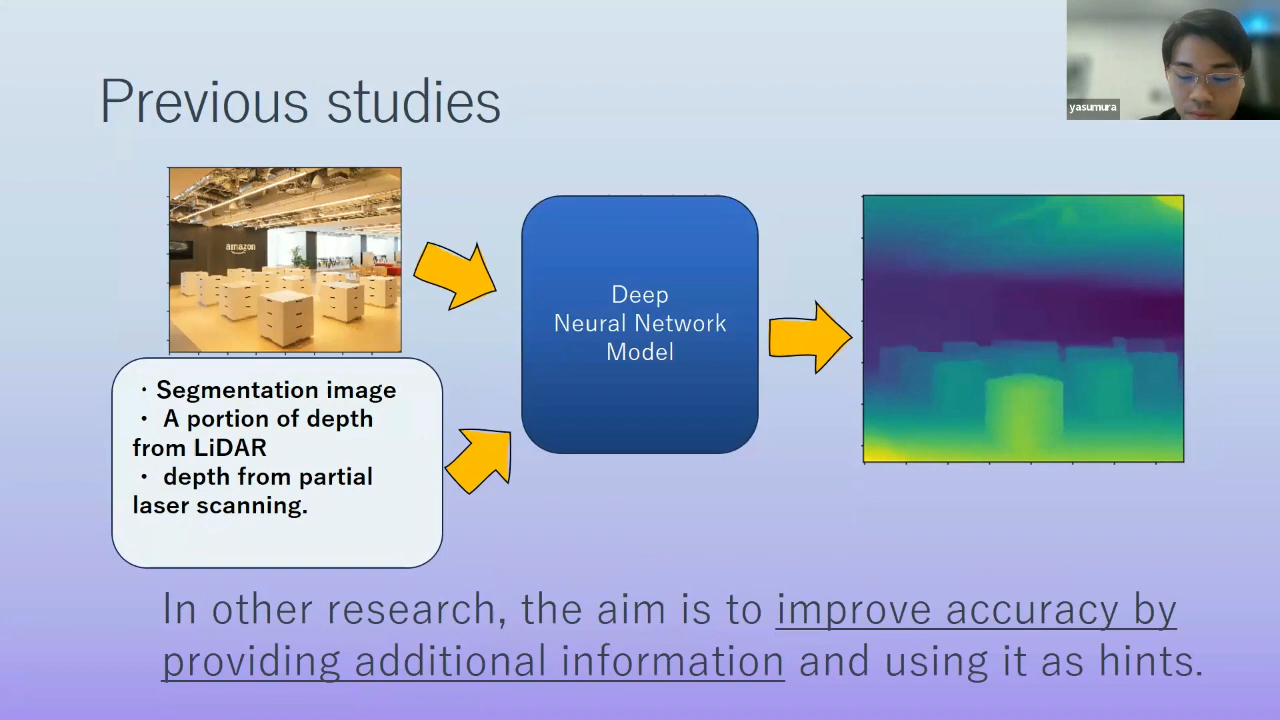 Previous studies
yasumura
amazon
・Segmentation image
・ A portion of depth
from LiDAR
・ depth from partial
laser scanning.
Deep
Neural Network
Model
In other research, the aim is to improve accuracy by
providing additional information and using it as hints.